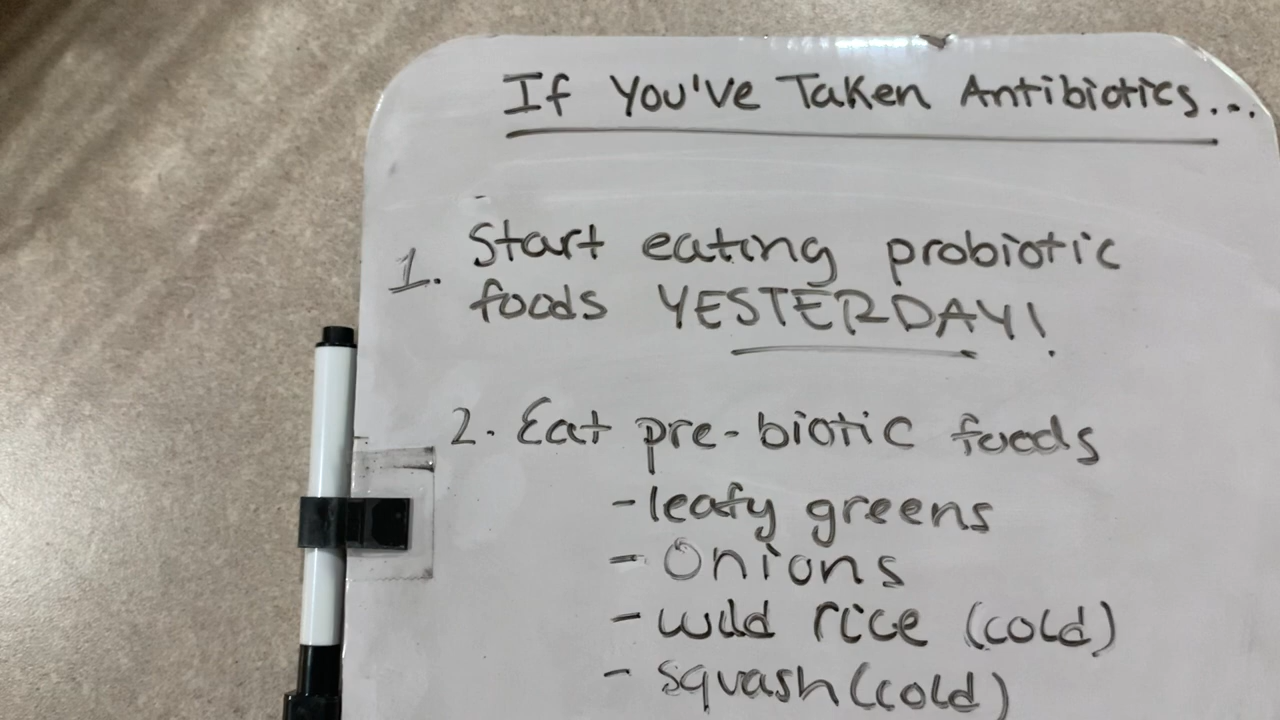 If You've Taken Antibiotics...
1. Start eating probiotic
foods YESTERDAY!
2. Eat pre-biotic foods
- leafy greens
- Onions
- wild rice (cold)
- squash (cold)